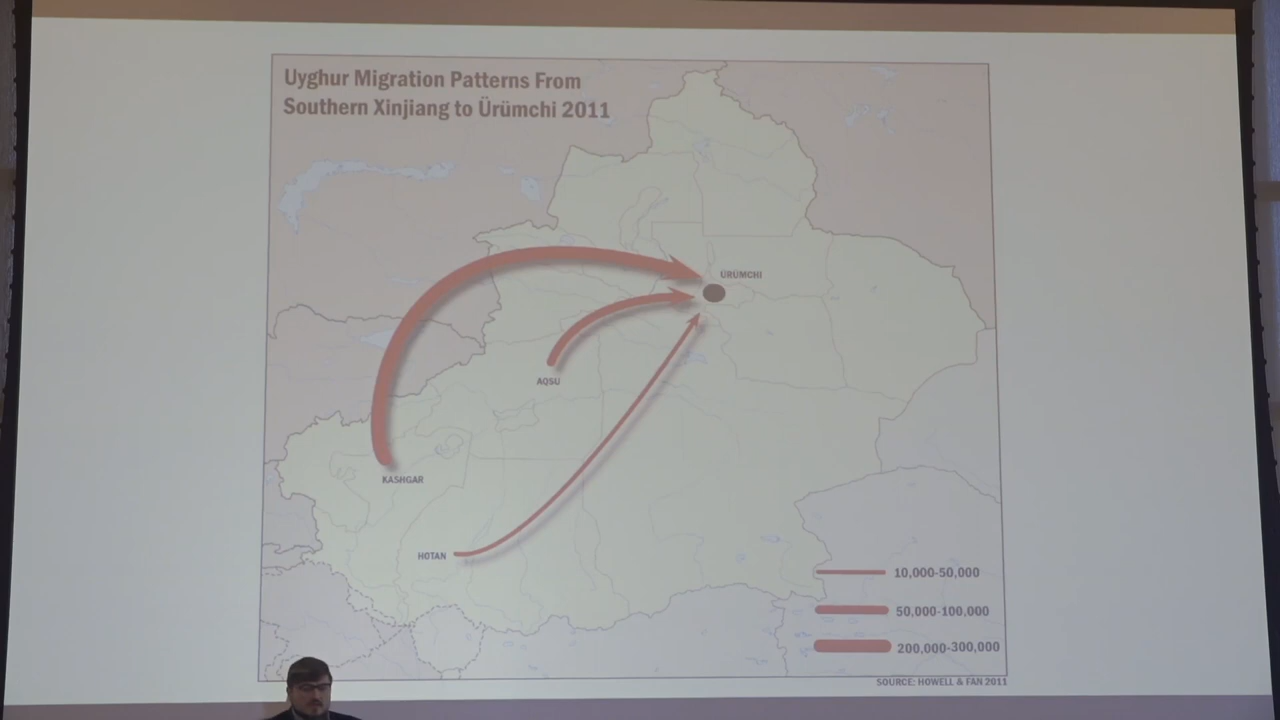 Uyghur Migration Patterns From
Southern Xinjiang to Ürümchi 2011
ÜRÜMCHI
AQSU
KASHGAR
HOTAN
10,000-50,000
50,000-100,000
200,000-300,000
SOURCE: HOWELL & FAN 2011